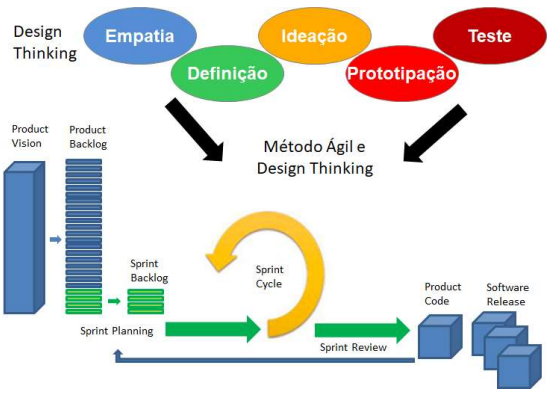 Design
Thinking
Empatia
Definição
Ideação
Prototipação
Teste
Método Ágil e
Design Thinking
Product
Vision
Product
Backlog
Sprint
Backlog
Sprint Planning
Sprint
Cycle
Sprint Review
Product
Code
Software
Release